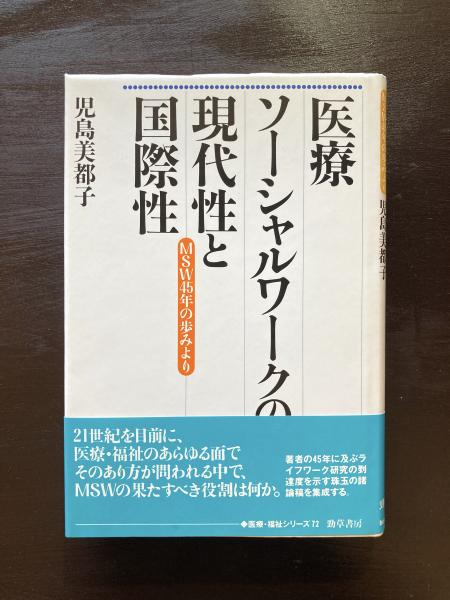 医療
ソーシャルワークの
現代性と
国際性
MSW45年の歩みより
児島美都子
児島美都子
21世紀を目前に、
医療・福祉のあらゆる面で
そのあり方が問われる中で、
MSWの果たすべき役割は何か。
著者の45年に及ぶラ
イフワーク研究の到
達度を示す珠玉の諸
論稿を集成する。
◆医療・福祉シリーズ72 勁草書房